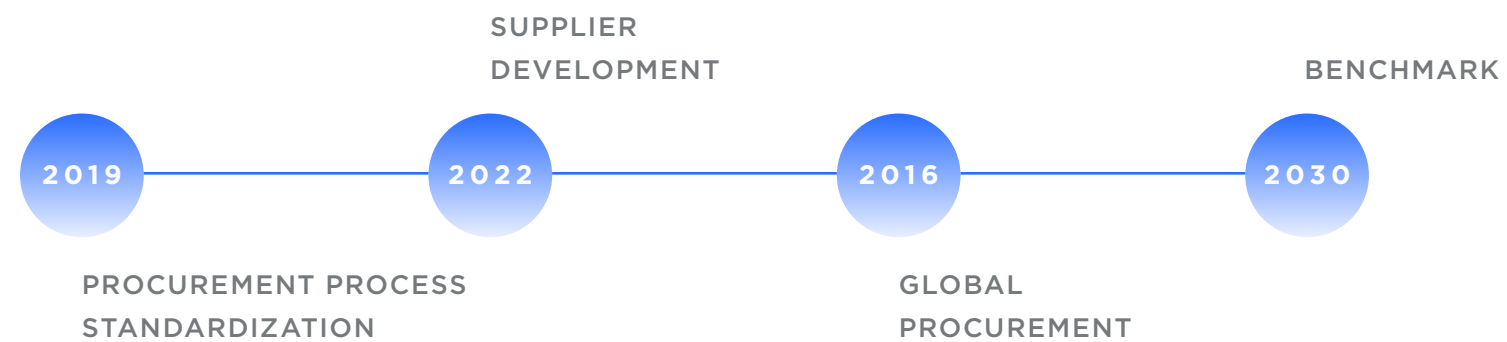 SUPPLIER
DEVELOPMENT
BENCHMARK
2019
2022
2016
2030
PROCUREMENT PROCESS
STANDARDIZATION
GLOBAL
PROCUREMENT